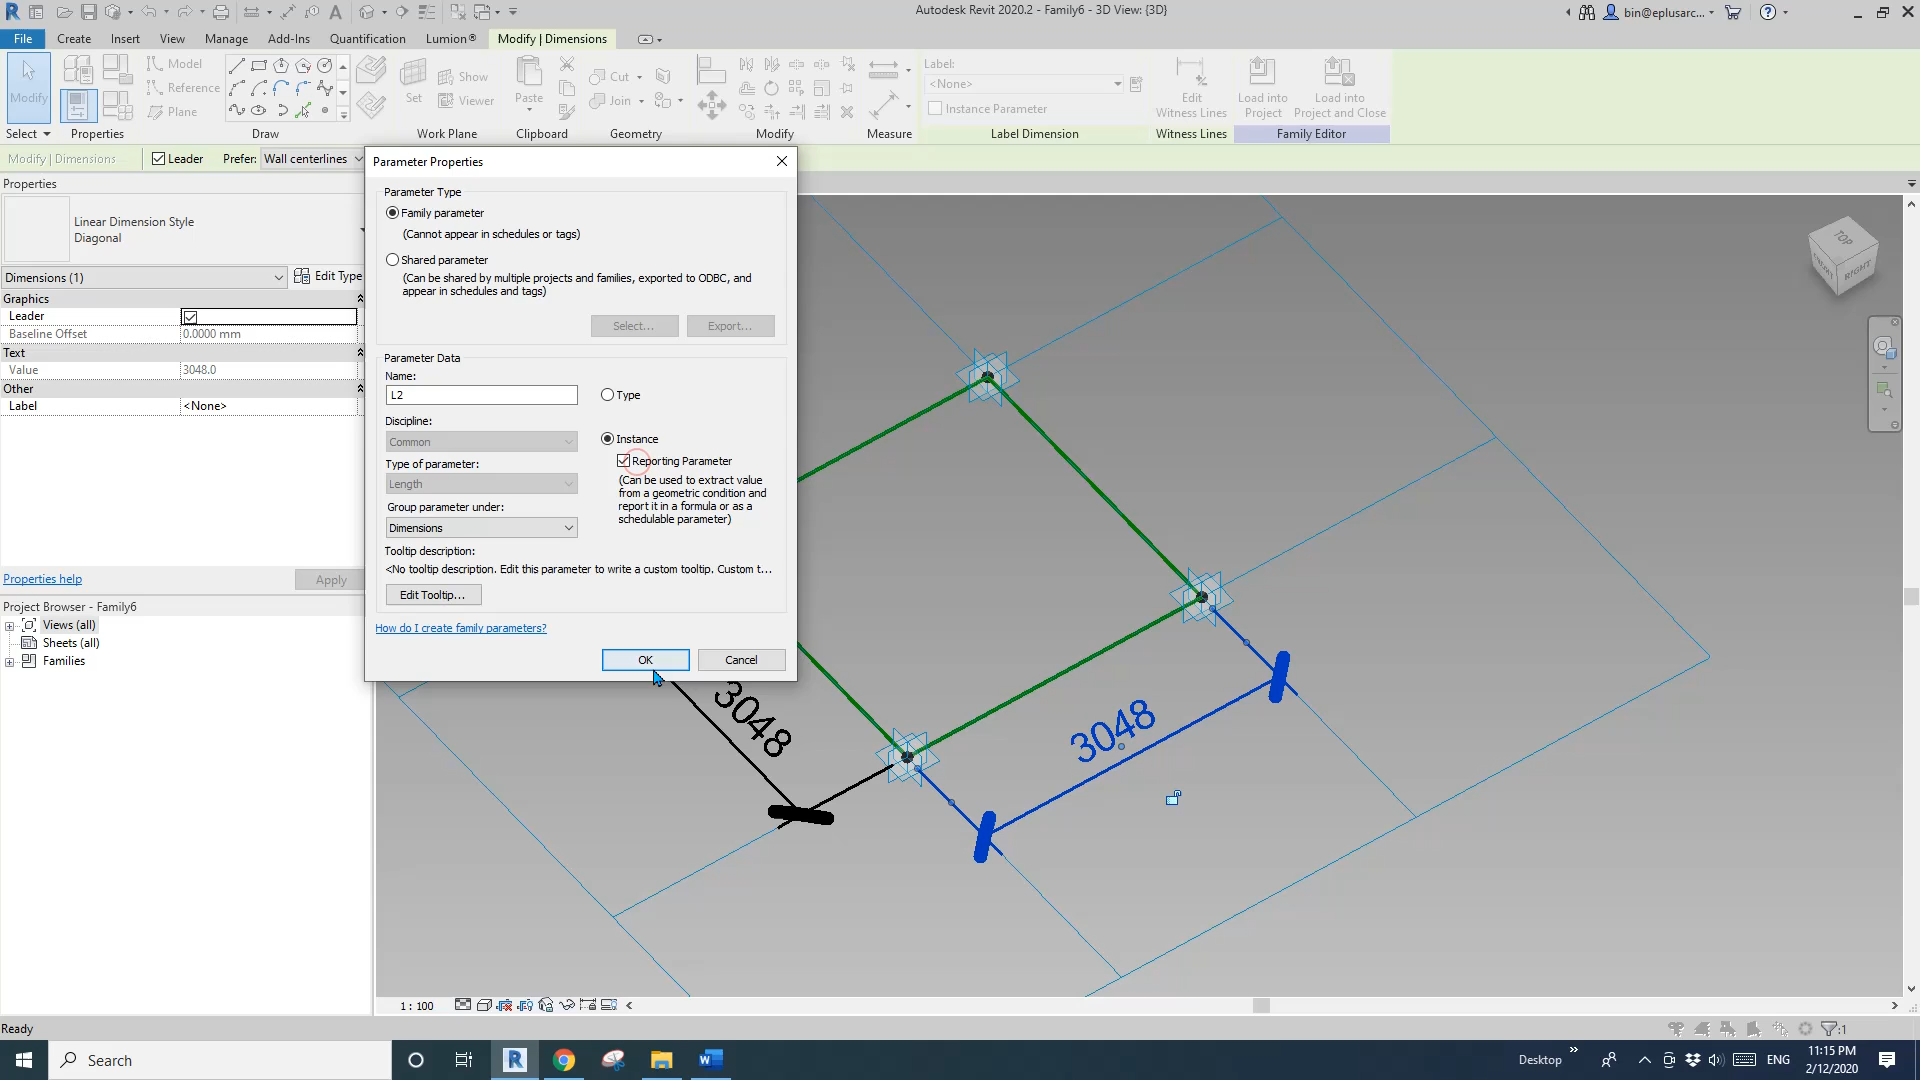 Autodesk Revit 2020.2 - Family6 - 3D View: {3D}
bin@eplusarc...
File
Create
Insert
View
Manage
Add-Ins
Quantification
Lumion®
Modify | Dimensions
Modify
Model
Reference
Plane
Set
Show
Viewer
Paste
Cut
Join
Label:
<None>
Instance Parameter
Edit
Witness Lines
Load into
Project
Load into
Project and Close
Select
Properties
Draw
Work Plane
Clipboard
Geometry
Modify
Measure
Label Dimension
Witness Lines
Family Editor
Modify | Dimensions
Leader
Prefer:
Wall centerlines
Properties
Linear Dimension Style
Diagonal
Dimensions (1)
Edit Type
Graphics
Leader
Baseline Offset
0.0000 mm
Text
Value
3048.0
Other
Label
<None>
Properties help
Apply
Project Browser - Family6
Views (all)
Sheets (all)
Families
Parameter Properties
Parameter Type
Family parameter
(Cannot appear in schedules or tags)
Shared parameter
(Can be shared by multiple projects and families, exported to ODBC, and
appear in schedules and tags)
Select...
Export...
Parameter Data
Name:
L2
Type
Discipline:
Common
Instance
Type of parameter:
Reporting Parameter
Length
(Can be used to extract value
from a geometric condition and
report it in a formula or as a
schedulable parameter)
Group parameter under:
Dimensions
Tooltip description:
<No tooltip description. Edit this parameter to write a custom tooltip. Custom t...
Edit Tooltip...
How do I create family parameters?
OK
Cancel
3048
3048
TOP
FRONT
RIGHT
1 : 100
Ready
:1
Search
Desktop
ENG
11:15 PM
2/12/2020